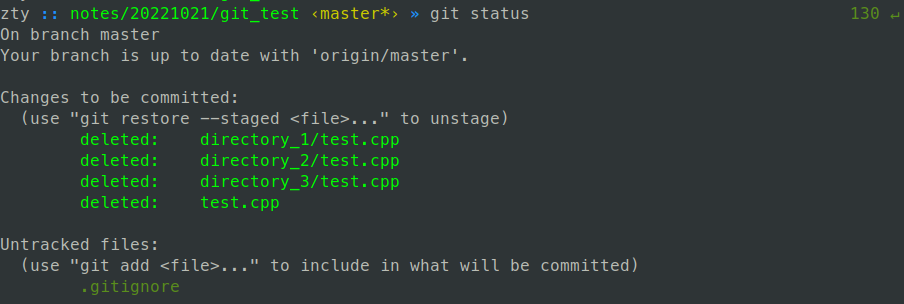 zty :: notes/20221021/git_test ‹master*› » git status 130 ↵
On branch master
Your branch is up to date with 'origin/master'.
Changes to be committed:
(use "git restore --staged <file>..." to unstage)
deleted: directory_1/test.cpp
deleted: directory_2/test.cpp
deleted: directory_3/test.cpp
deleted: test.cpp
Untracked files:
(use "git add <file>..." to include in what will be committed)
.gitignore